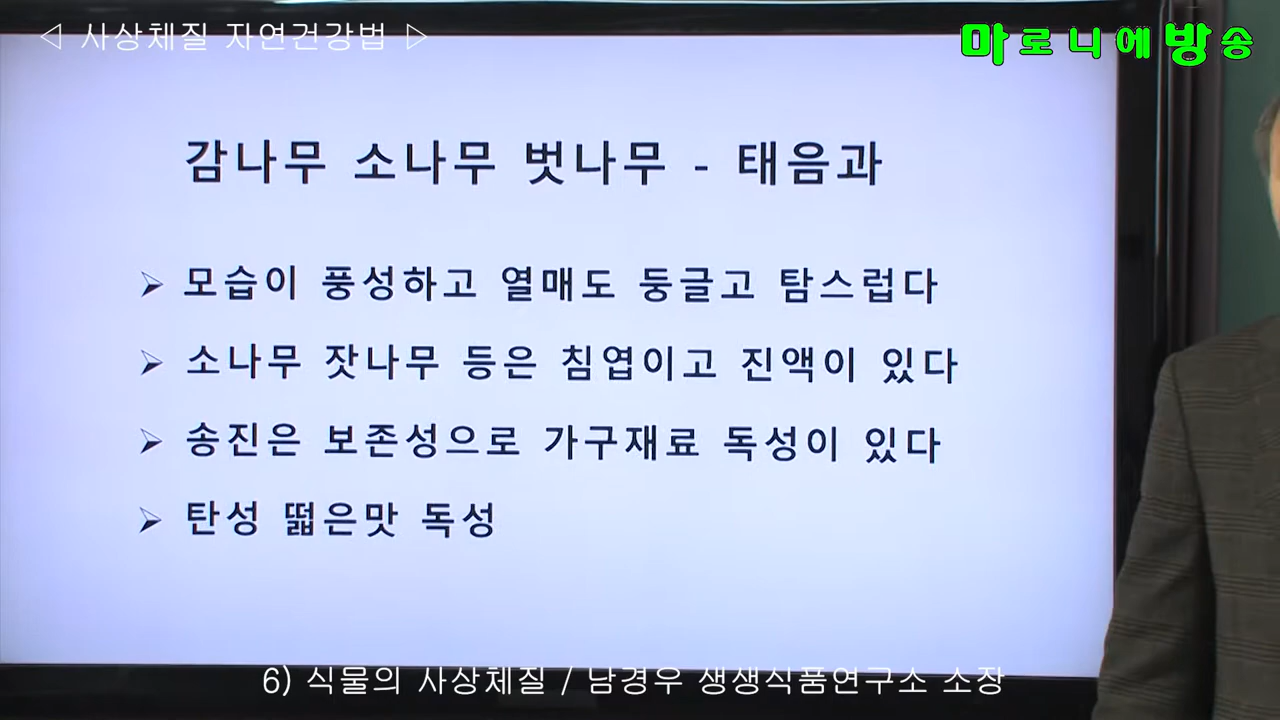 ◁ 사상체질 자연건강법 ▷
마로니에방송
감나무 소나무 벗나무 - 태음과
➢ 모습이 풍성하고 열매도 둥글고 탐스럽다
➢ 소나무 잣나무 등은 침엽이고 진액이 있다
➢ 송진은 보존성으로 가구재료 독성이 있다
➢ 탄성 떫은맛 독성
6) 식물의 사상체질 / 남경우 생생식품연구소 소장